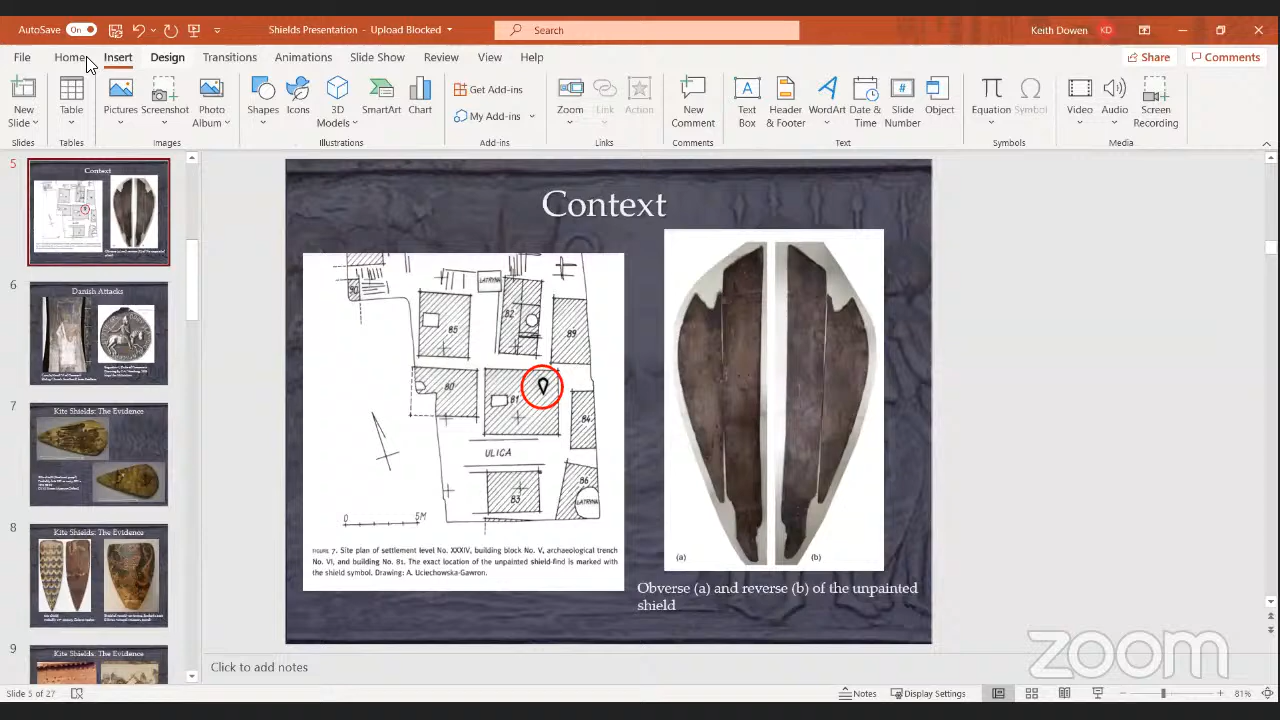 AutoSave On Shields Presentation - Upload Blocked Search Keith Dowen KD
File Home Insert Design Transitions Animations Slide Show Review View Help Share Comments
New Slide Table Pictures Screenshot Photo Album Shapes Icons 3D Models SmartArt Chart Get Add-ins My Add-ins Zoom Link Action New Comment Text Box Header & Footer WordArt Date & Time Slide Number Object Equation Symbol Video Audio Screen Recording
Slides Tables Images Illustrations Add-ins Links Comments Text Symbols Media
5
Context
6
Danish Attacks
7
Kite Shields: The Evidence
8
Kite Shields: The Evidence
9
Kite Shields: The Evidence
Context
90
LATRYNA
82
85
89
80
81
84
ULICA
83
86
LATRYNA
0 5M
FIGURE 7. Site plan of settlement level No. XXXIV, building block No. V, archaeological trench
No. VI, and building No. 81. The exact location of the unpainted shield-find is marked with
the shield symbol. Drawing: A. Uciechowska-Gawron.
(a) (b)
Obverse (a) and reverse (b) of the unpainted
shield
Click to add notes
zoom
Slide 5 of 27 Notes Display Settings 81%